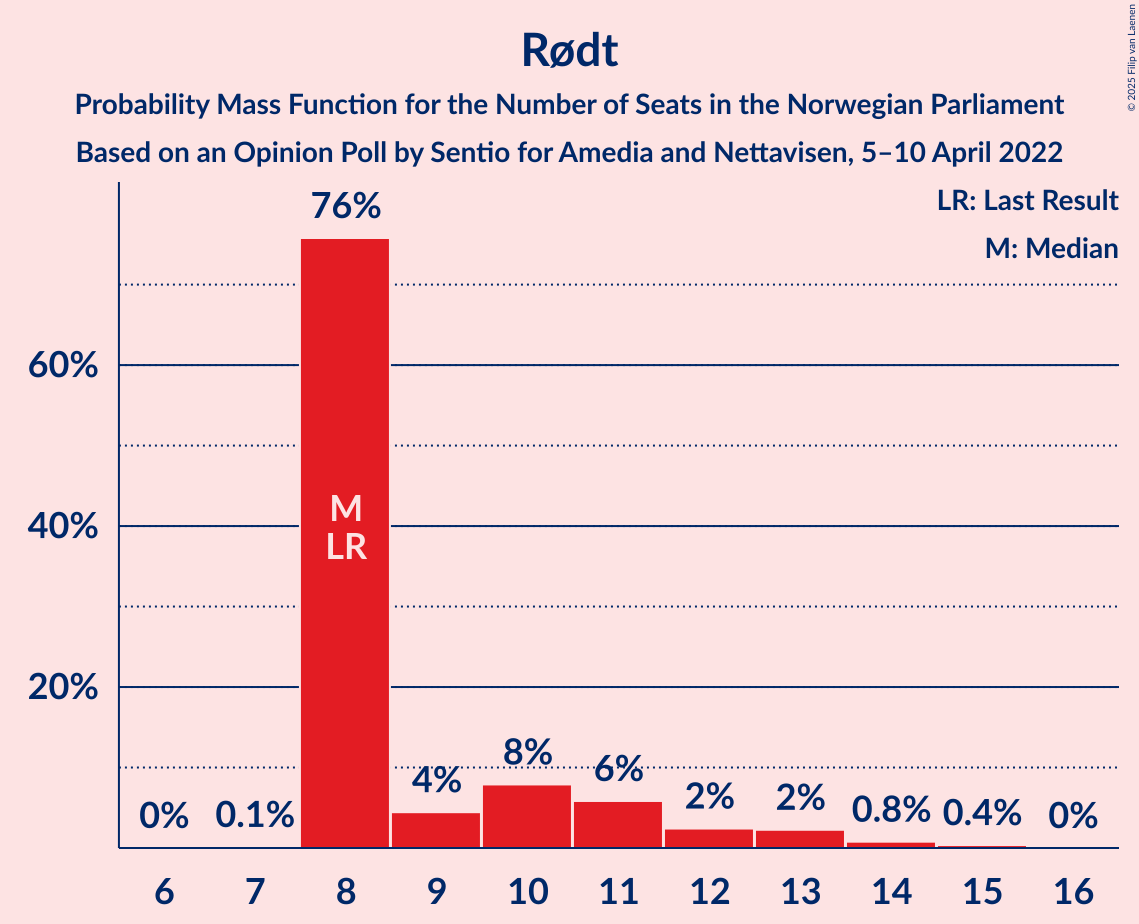 Rødt
Probability Mass Function for the Number of Seats in the Norwegian Parliament
Based on an Opinion Poll by Sentio for Amedia and Nettavisen, 5–10 April 2022
© 2025 Filip van Laenen
LR: Last Result
M: Median
60%
40%
20%
0%
0.1%
76%
M
LR
4%
8%
6%
2%
2%
0.8%
0.4%
0%
6 7 8 9 10 11 12 13 14 15 16